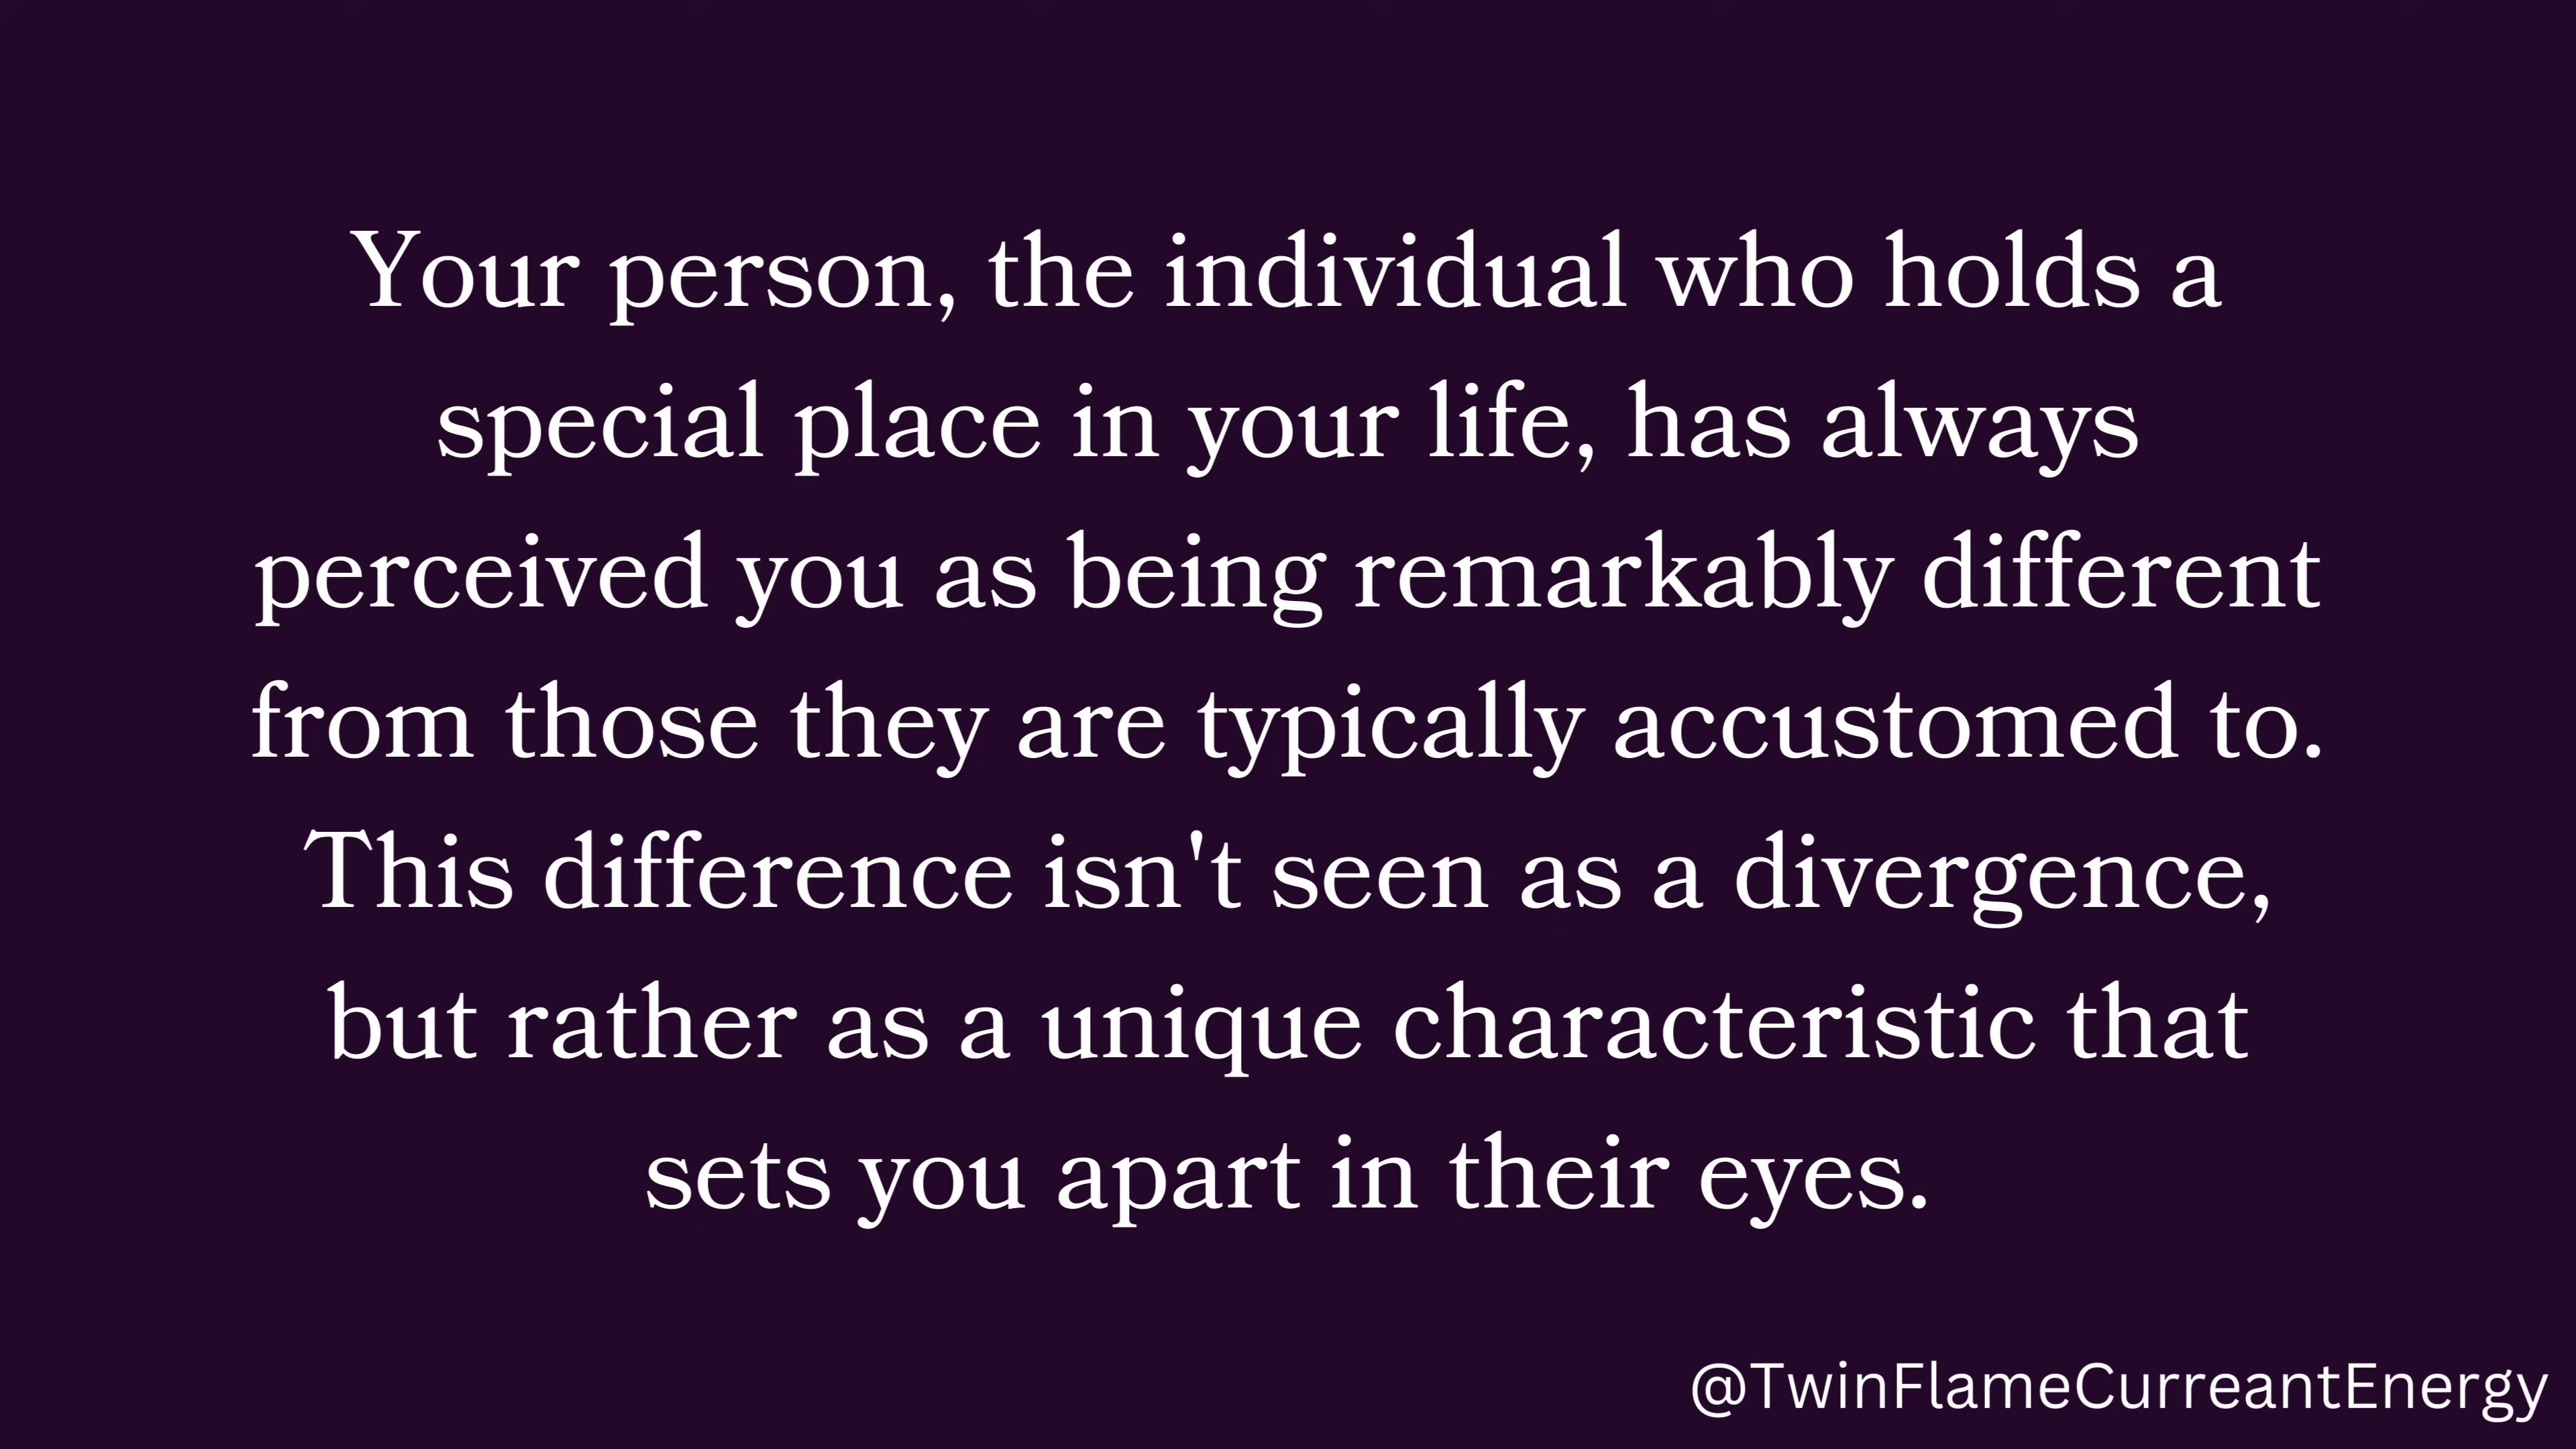 Your person, the individual who holds a
special place in your life, has always
perceived you as being remarkably different
from those they are typically accustomed to.
This difference isn't seen as a divergence,
but rather as a unique characteristic that
sets you apart in their eyes.
@TwinFlameCurreantEnergy